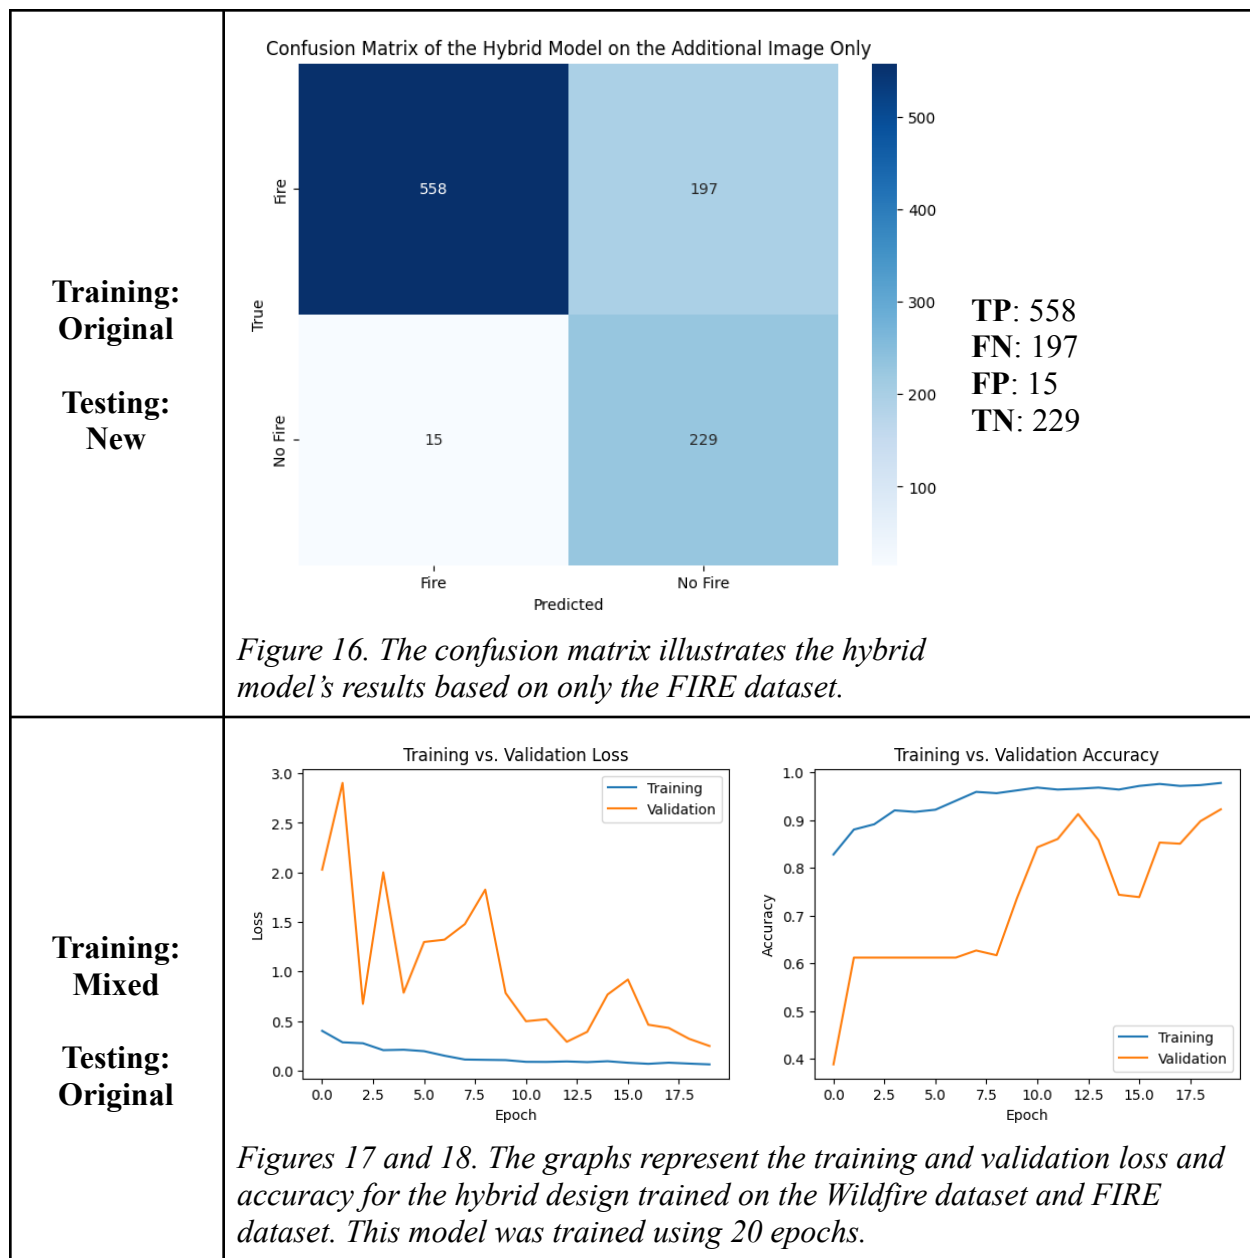 Training:
Original
Testing:
New
Confusion Matrix of the Hybrid Model on the Additional Image Only
Fire
No Fire
True
558
197
15
229
Fire
No Fire
Predicted
500
400
300
200
100
TP: 558
FN: 197
FP: 15
TN: 229
Figure 16. The confusion matrix illustrates the hybrid
model’s results based on only the FIRE dataset.
Training:
Mixed
Testing:
Original
Training vs. Validation Loss
3.0
2.5
2.0
1.5
1.0
0.5
0.0
Loss
Training
Validation
0.0 2.5 5.0 7.5 10.0 12.5 15.0 17.5
Epoch
Training vs. Validation Accuracy
1.0
0.9
0.8
0.7
0.6
0.5
0.4
Accuracy
Training
Validation
0.0 2.5 5.0 7.5 10.0 12.5 15.0 17.5
Epoch
Figures 17 and 18. The graphs represent the training and validation loss and
accuracy for the hybrid design trained on the Wildfire dataset and FIRE
dataset. This model was trained using 20 epochs.